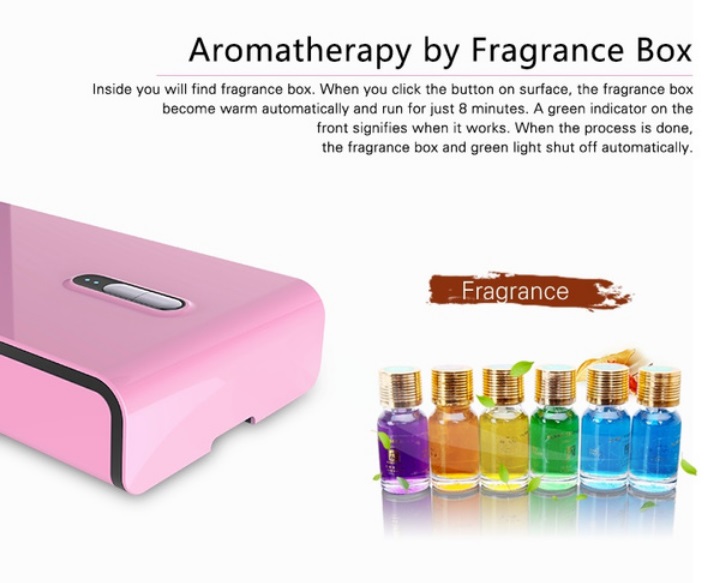 Aromatherapy by Fragrance Box
Inside you will find fragrance box. When you click the button on surface, the fragrance box
become warm automatically and run for just 8 minutes. A green indicator on the
front signifies when it works. When the process is done,
the fragrance box and green light shut off automatically.
Fragrance